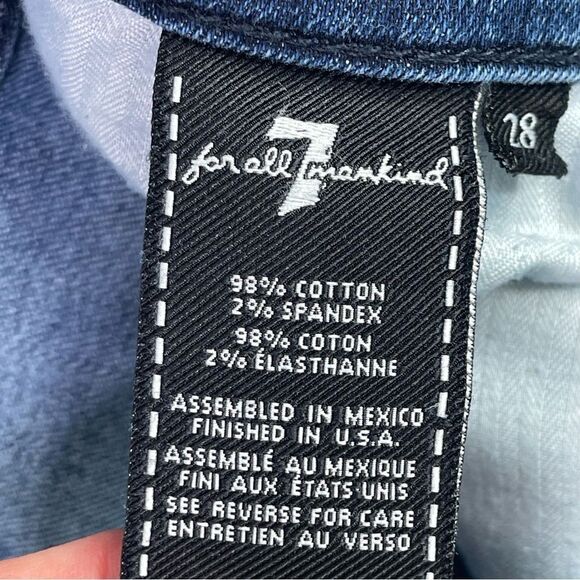 7
for all mankind
28
98% COTTON
2% SPANDEX
98% COTON
2% ÉLASTHANNE
ASSEMBLED IN MEXICO
FINISHED IN U.S.A.
ASSEMBLÉ AU MEXIQUE
FINI AUX ÉTATS UNIS
SEE REVERSE FOR CARE
ENTRETIEN AU VERSO